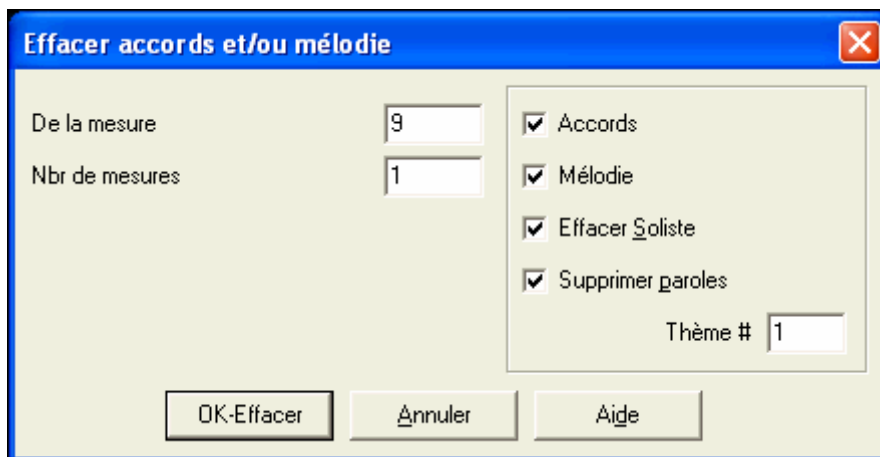 Effacer accords et/ou mélodie
De la mesure 9
Nbr de mesures 1
Accords
Mélodie
Effacer Soliste
Supprimer paroles
Thème # 1
OK-Effacer Annuler Aide